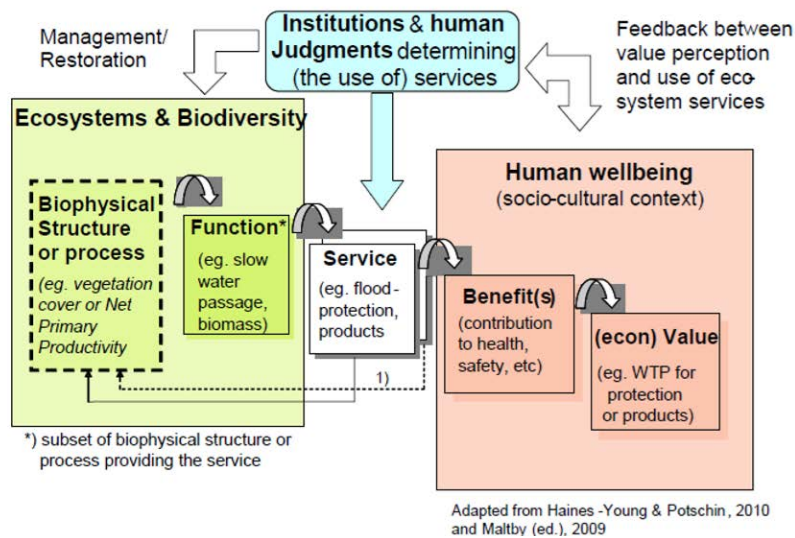 Management/
Restoration
Institutions & human
Judgments determining
(the use of) services
Feedback between
value perception
and use of eco-
system services
Ecosystems & Biodiversity
Biophysical
Structure
or process
(eg. vegetation
cover or Net
Primary
Productivity
Function*
(eg. slow
water
passage,
biomass)
Service
(eg. flood-
protection,
products
Human wellbeing
(socio-cultural context)
Benefit(s)
(contribution
to health,
safety, etc)
(econ) Value
(eg. WTP for
protection
or products)
1)
*) subset of biophysical structure or
process providing the service
Adapted from Haines -Young & Potschin, 2010
and Maltby (ed.), 2009